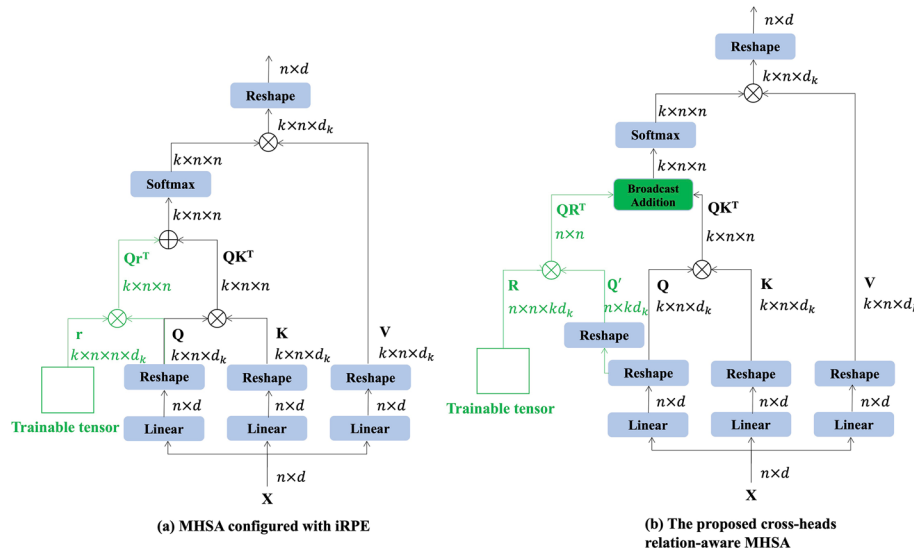 n×d
Reshape
k×n×d_k
k×n×n
Softmax
k×n×n
Qr^T
QK^T
k×n×n
k×n×n
r
Q
K
V
k×n×n×d_k
k×n×d_k
k×n×d_k
k×n×d_k
Reshape
Reshape
Reshape
Trainable tensor
n×d
n×d
n×d
Linear
Linear
Linear
n×d
X
(a) MHSA configured with iRPE
n×d
Reshape
k×n×d_k
k×n×n
Softmax
k×n×n
Broadcast
Addition
QR^T
QK^T
n×n
k×n×n
R
Q′
Q
K
V
n×n×kd_k
n×kd_k
k×n×d_k
k×n×d_k
k×n×d_k
Reshape
Reshape
Reshape
Reshape
Trainable tensor
n×d
n×d
n×d
Linear
Linear
Linear
n×d
X
(b) The proposed cross-heads
relation-aware MHSA